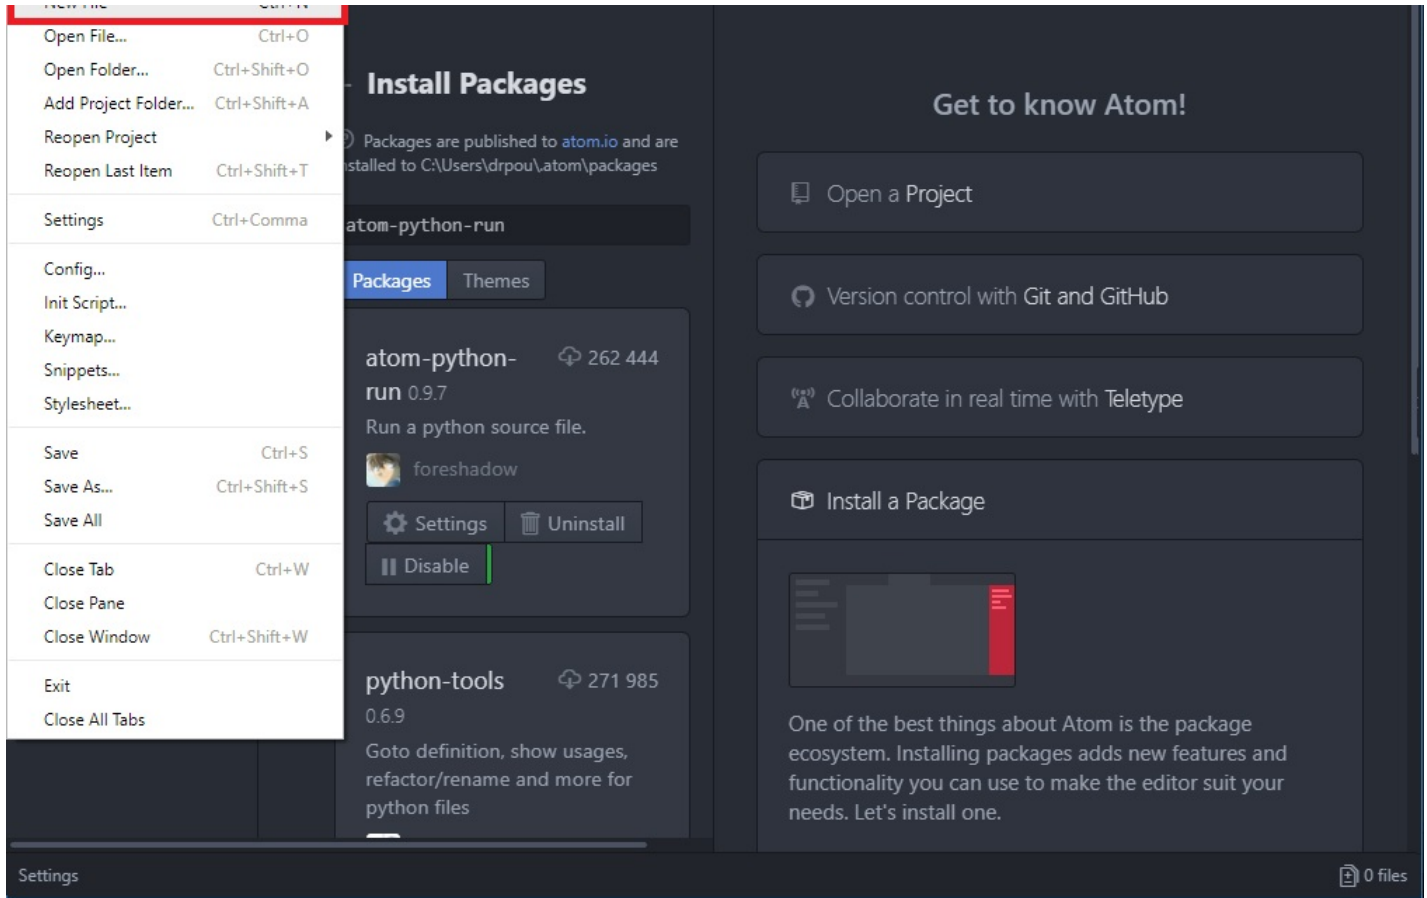 New File Ctrl+N
Open File... Ctrl+O
Open Folder... Ctrl+Shift+O
Add Project Folder... Ctrl+Shift+A
Reopen Project
Reopen Last Item Ctrl+Shift+T
Settings Ctrl+Comma
Config...
Init Script...
Keymap...
Snippets...
Stylesheet...
Save Ctrl+S
Save As... Ctrl+Shift+S
Save All
Close Tab Ctrl+W
Close Pane
Close Window Ctrl+Shift+W
Exit
Close All Tabs
Install Packages
Packages are published to atom.io and are
nstalled to C:\Users\drpou\.atom\packages
atom-python-run
Packages Themes
atom-python- 262 444
run 0.9.7
Run a python source file.
foreshadow
Settings Uninstall
Disable
python-tools 271 985
0.6.9
Goto definition, show usages,
refactor/rename and more for
python files
Get to know Atom!
Open a Project
Version control with Git and GitHub
Collaborate in real time with Teletype
Install a Package
One of the best things about Atom is the package
ecosystem. Installing packages adds new features and
functionality you can use to make the editor suit your
needs. Let's install one.
Settings 0 files